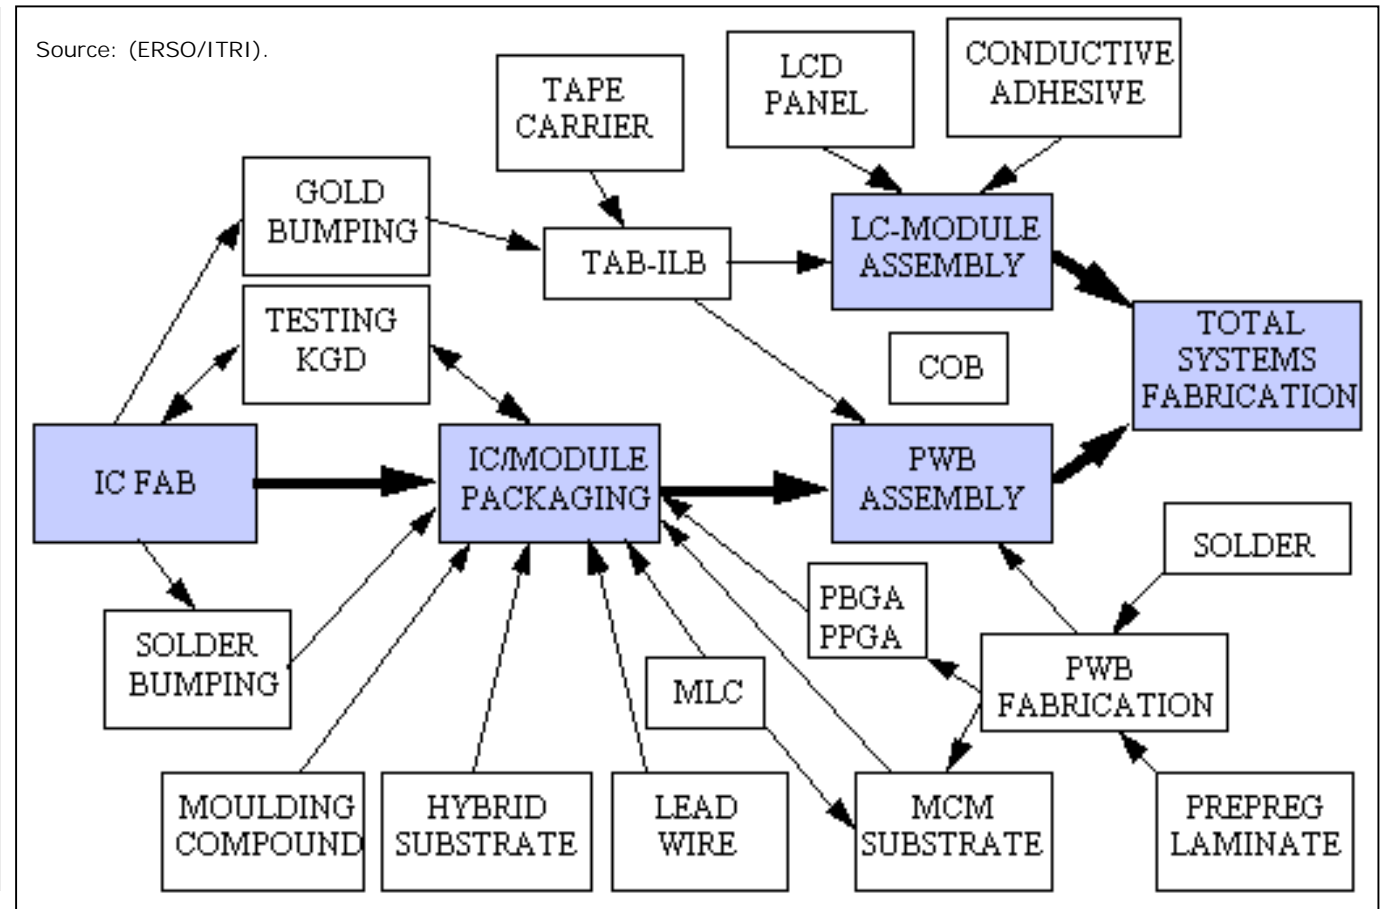 Source: (ERSO/ITRI).
TAPE
CARRIER
LCD
PANEL
CONDUCTIVE
ADHESIVE
GOLD
BUMPING
TAB-ILB
LC-MODULE
ASSEMBLY
TESTING
KGD
COB
TOTAL
SYSTEMS
FABRICATION
IC FAB
IC/MODULE
PACKAGING
PWB
ASSEMBLY
SOLDER
PBGA
PPGA
SOLDER
BUMPING
MLC
PWB
FABRICATION
MOULDING
COMPOUND
HYBRID
SUBSTRATE
LEAD
WIRE
MCM
SUBSTRATE
PREPREG
LAMINATE